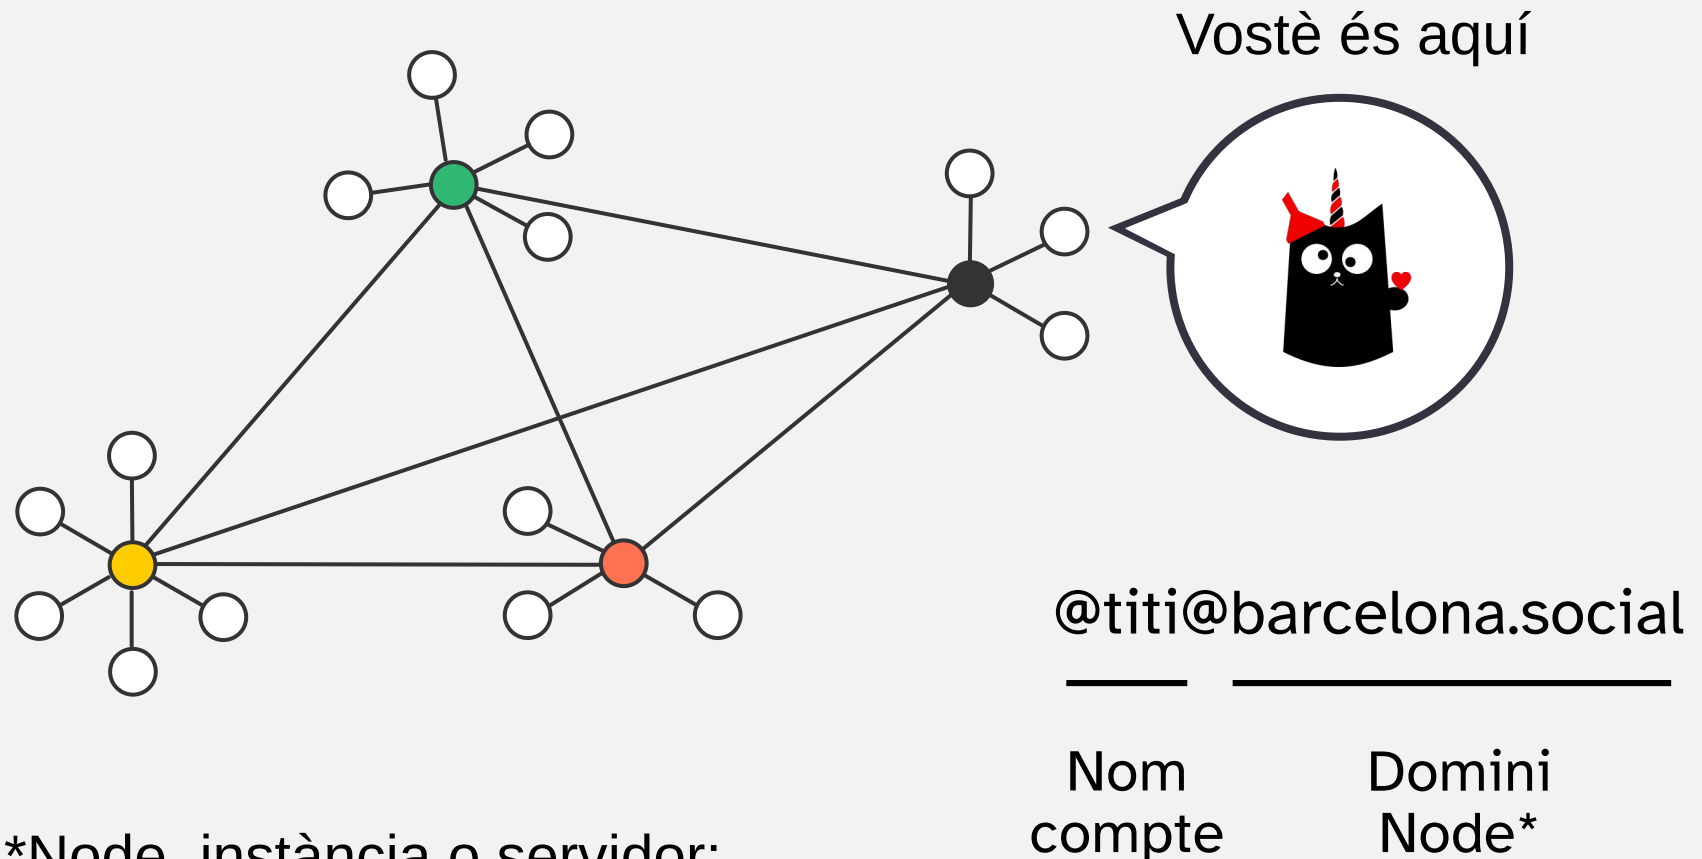 Vostè és aquí
@titi@barcelona.social
Nom
compte
Domini
Node*
*Node, instància o servidor: